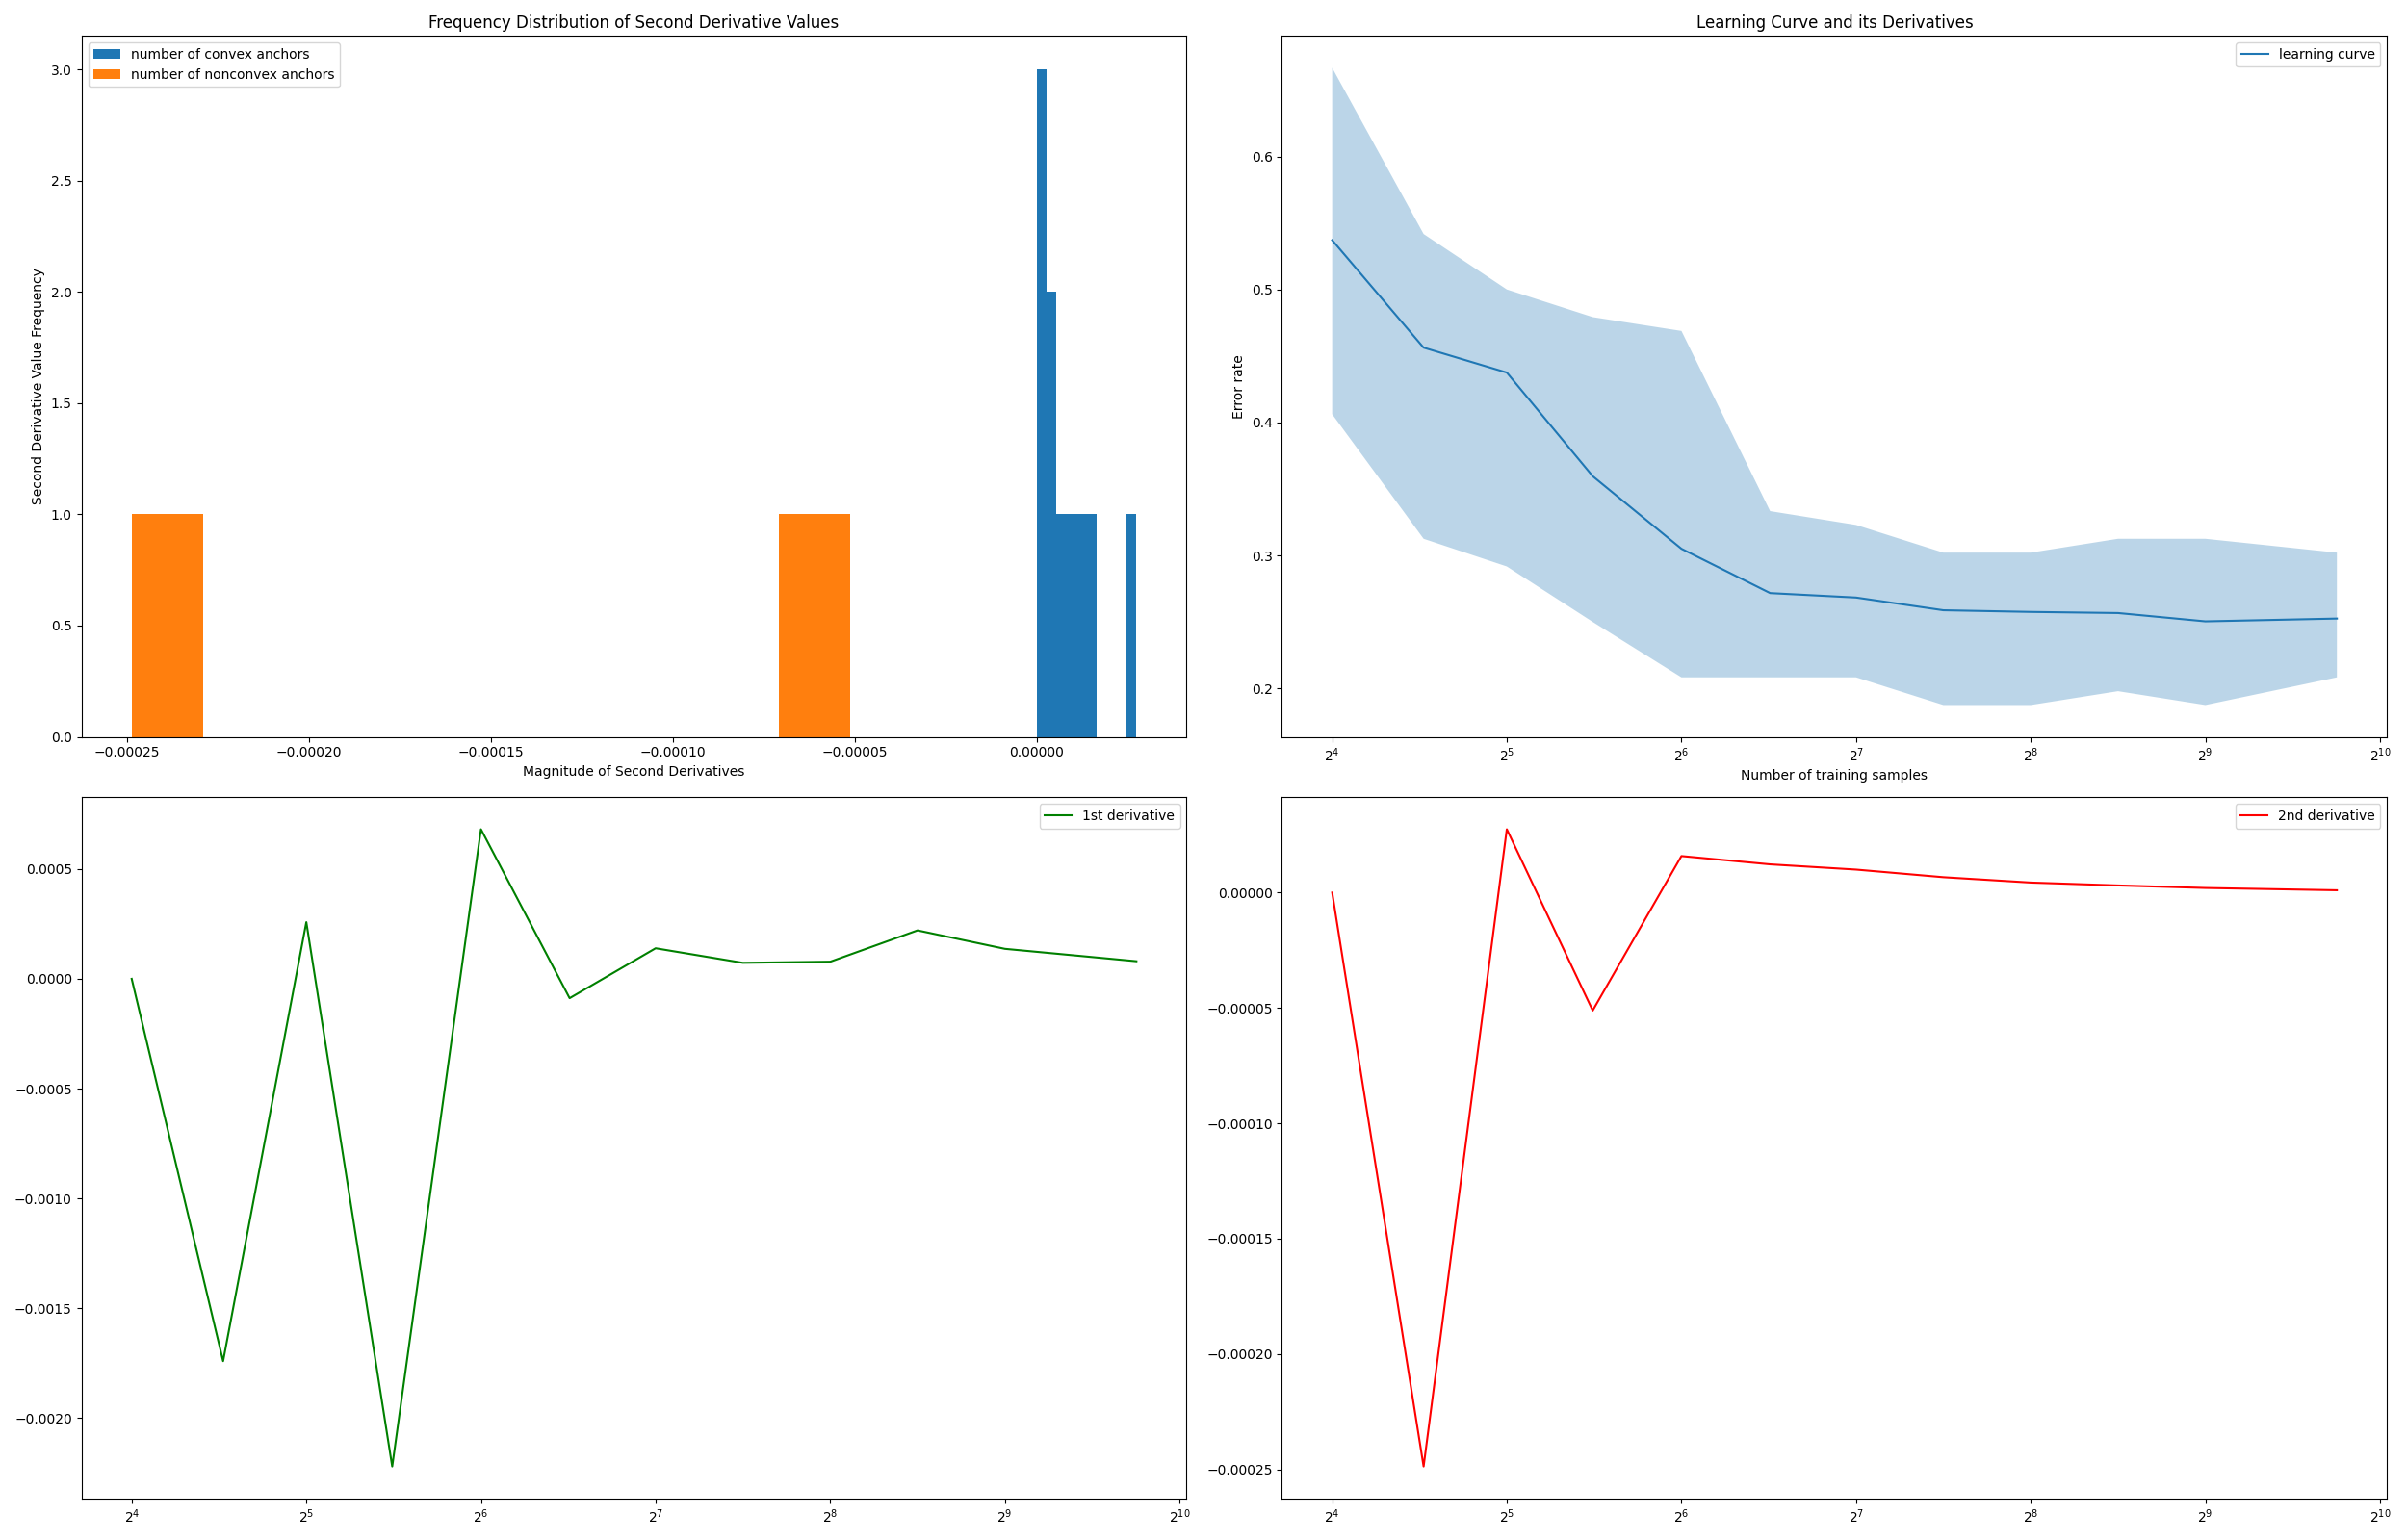 Frequency Distribution of Second Derivative Values
number of convex anchors
number of nonconvex anchors
3.0
2.5
2.0
1.5
1.0
0.5
0.0
Second Derivative Value Frequency
−0.00025 −0.00020 −0.00015 −0.00010 −0.00005 0.00000
Magnitude of Second Derivatives
Learning Curve and its Derivatives
learning curve
0.6
0.5
0.4
0.3
0.2
Error rate
2^4 2^5 2^6 2^7 2^8 2^9 2^10
Number of training samples
1st derivative
0.0005
0.0000
−0.0005
−0.0010
−0.0015
−0.0020
2^4 2^5 2^6 2^7 2^8 2^9 2^10
2nd derivative
0.00000
−0.00005
−0.00010
−0.00015
−0.00020
−0.00025
2^4 2^5 2^6 2^7 2^8 2^9 2^10